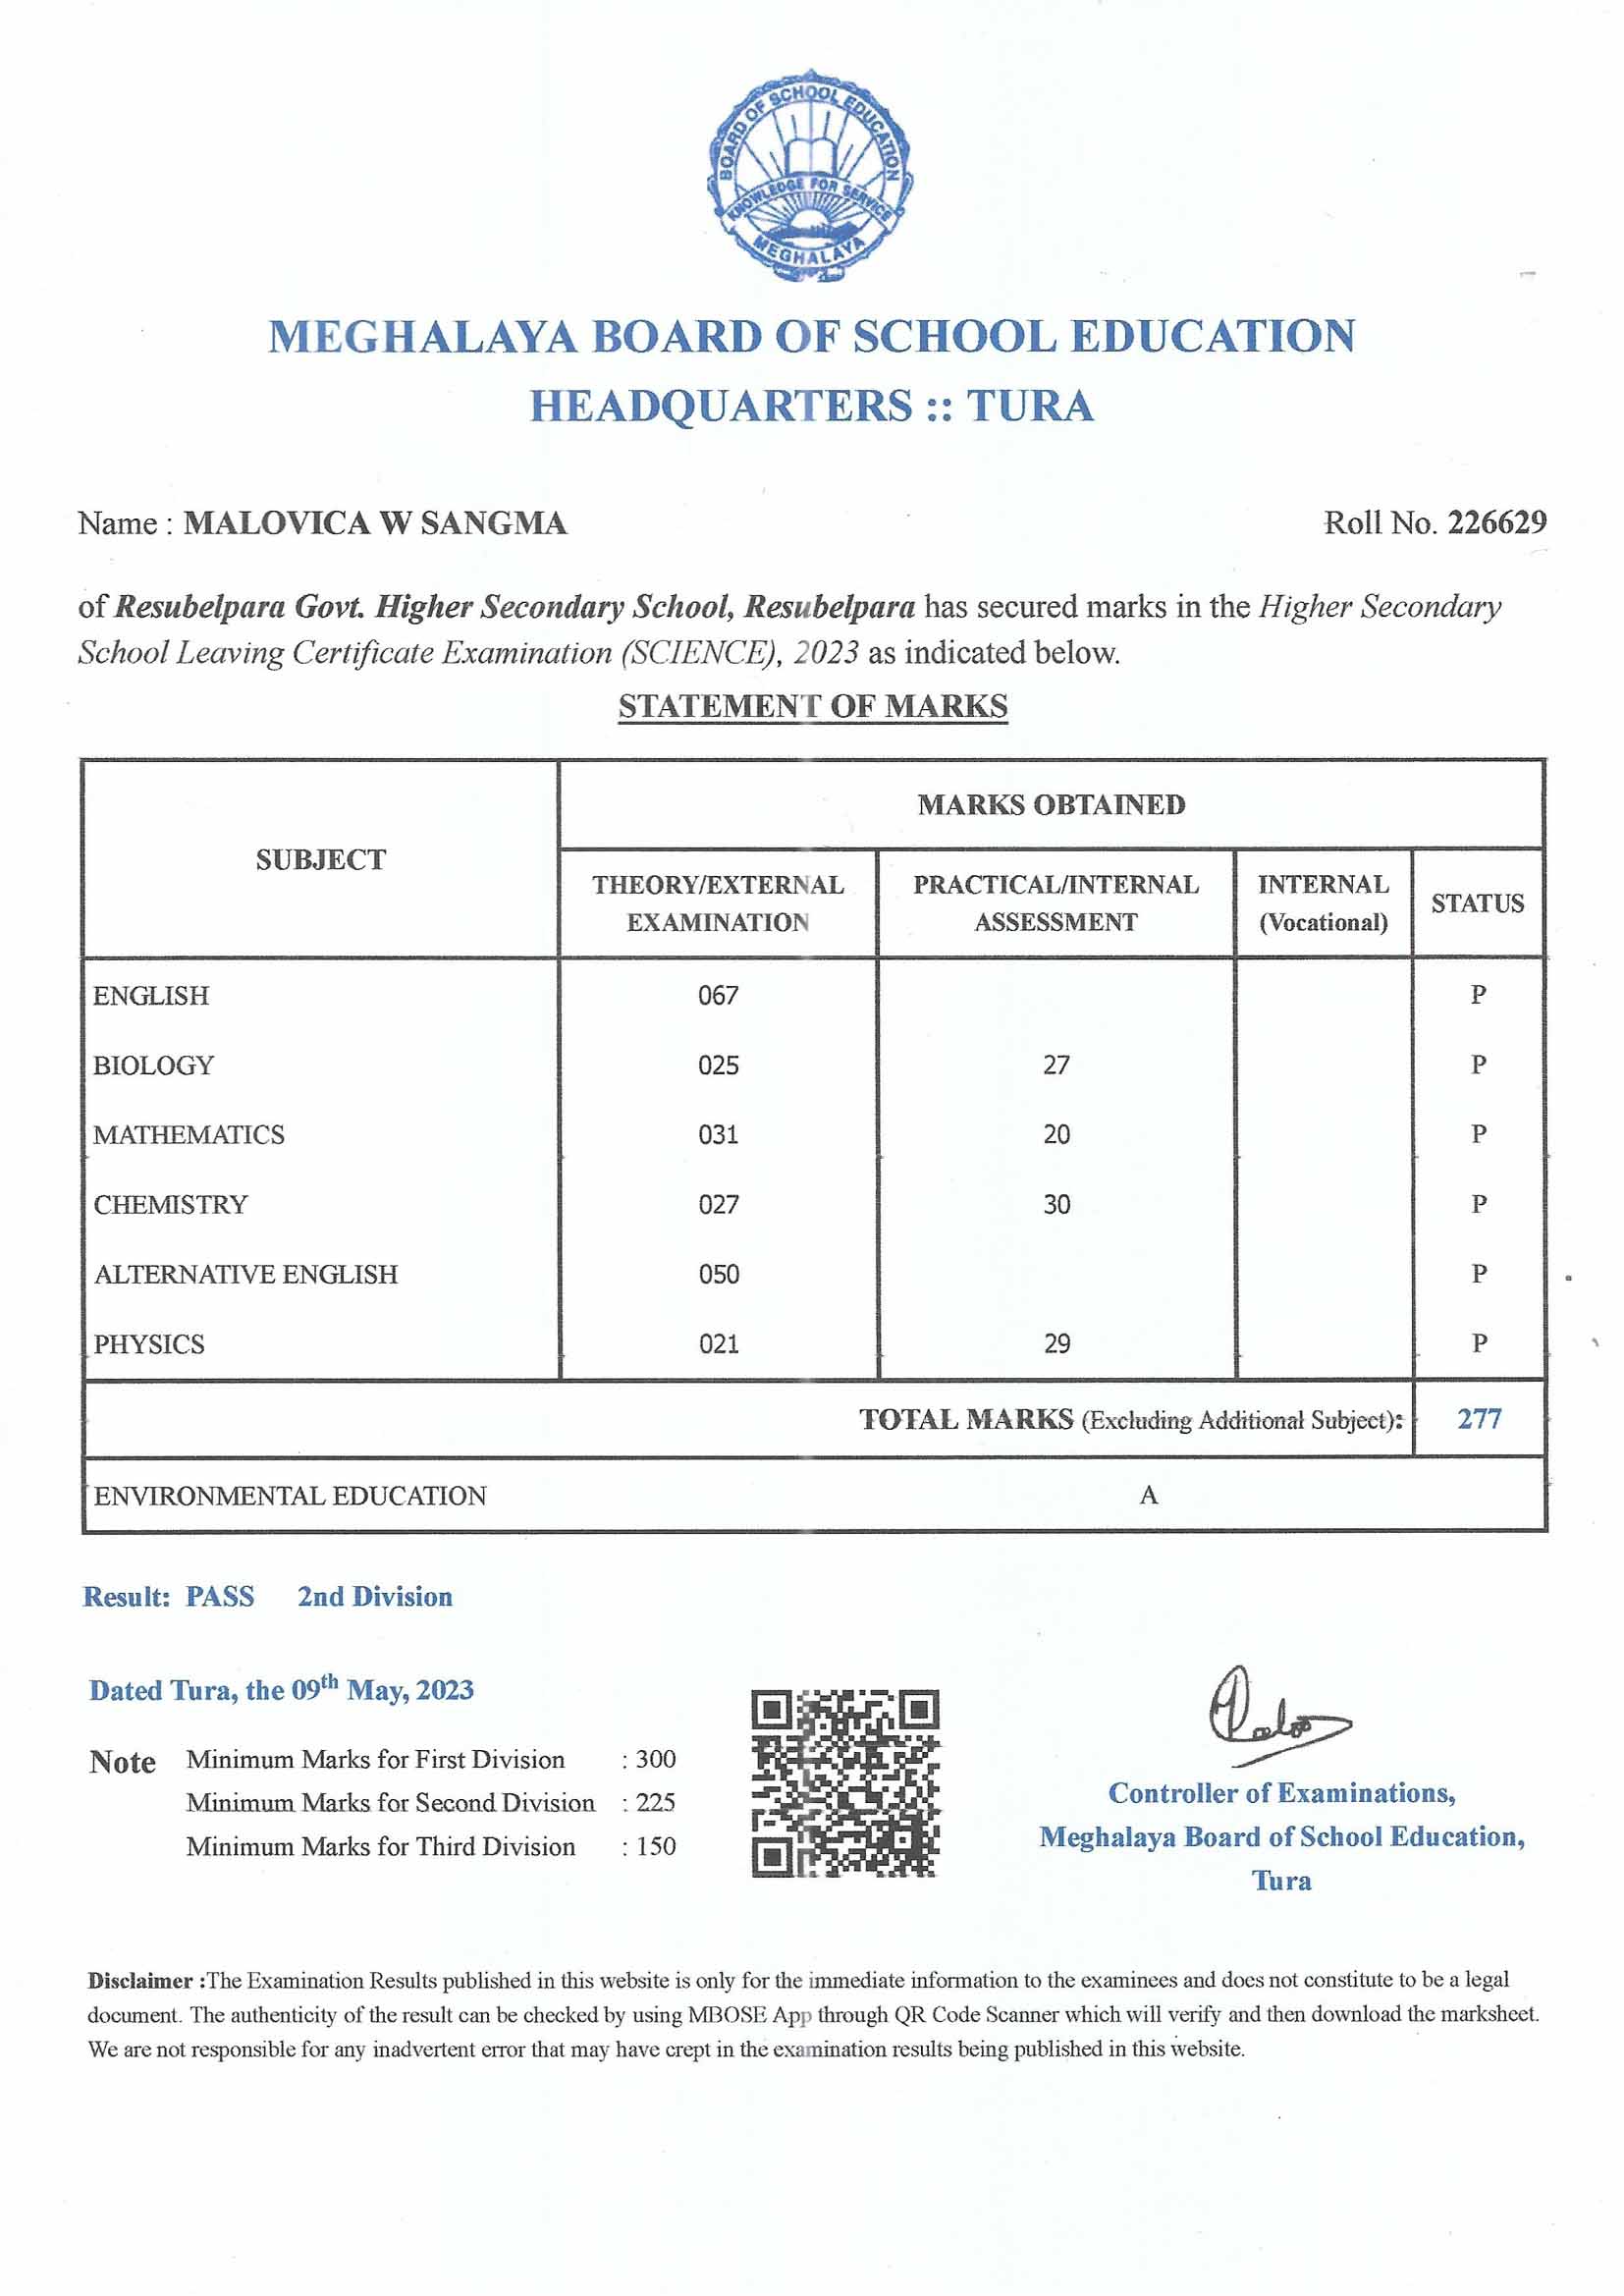 BOARD OF SCHOOL EDUCATION
KNOWLEDGE FOR SERVICE
MEGHALAYA
MEGHALAYA BOARD OF SCHOOL EDUCATION
HEADQUARTERS :: TURA
Name : MALOVICA W SANGMA Roll No. 226629
of Resubelpara Govt. Higher Secondary School, Resubelpara has secured marks in the Higher Secondary
School Leaving Certificate Examination (SCIENCE), 2023 as indicated below.
STATEMENT OF MARKS
SUBJECT
MARKS OBTAINED
THEORY/EXTERNAL EXAMINATION
PRACTICAL/INTERNAL ASSESSMENT
INTERNAL (Vocational)
STATUS
ENGLISH 067 P
BIOLOGY 025 27 P
MATHEMATICS 031 20 P
CHEMISTRY 027 30 P
ALTERNATIVE ENGLISH 050 P
PHYSICS 021 29 P
TOTAL MARKS (Excluding Additional Subject): 277
ENVIRONMENTAL EDUCATION A
Result: PASS 2nd Division
Dated Tura, the 09th May, 2023
Note Minimum Marks for First Division : 300
Minimum Marks for Second Division : 225
Minimum Marks for Third Division : 150
Controller of Examinations,
Meghalaya Board of School Education,
Tura
Disclaimer :The Examination Results published in this website is only for the immediate information to the examinees and does not constitute to be a legal
document. The authenticity of the result can be checked by using MBOSE App through QR Code Scanner which will verify and then download the marksheet.
We are not responsible for any inadvertent error that may have crept in the examination results being published in this website.